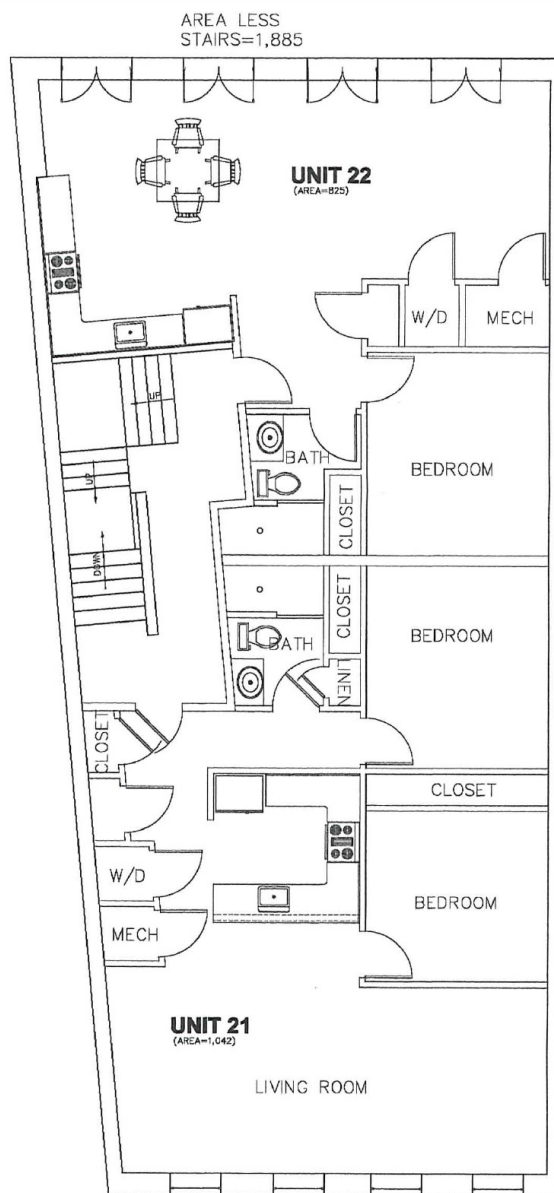 AREA LESS
STAIRS=1,885
UNIT 22
(AREA=825)
W/D
MECH
UP
BATH
BEDROOM
CLOSET
UP
DOWN
CLOSET
BEDROOM
BATH
LINEN
CLOSET
CLOSET
W/D
BEDROOM
MECH
UNIT 21
(AREA=1,042)
LIVING ROOM